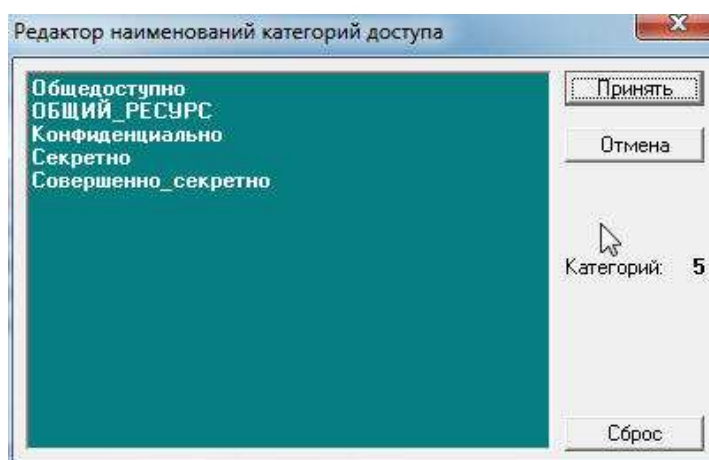 Редактор наименований категорий доступа
Общедоступно
ОБЩИЙ_РЕСУРС
Конфиденциально
Секретно
Совершенно_секретно
Принять
Отмена
Категорий: 5
Сброс